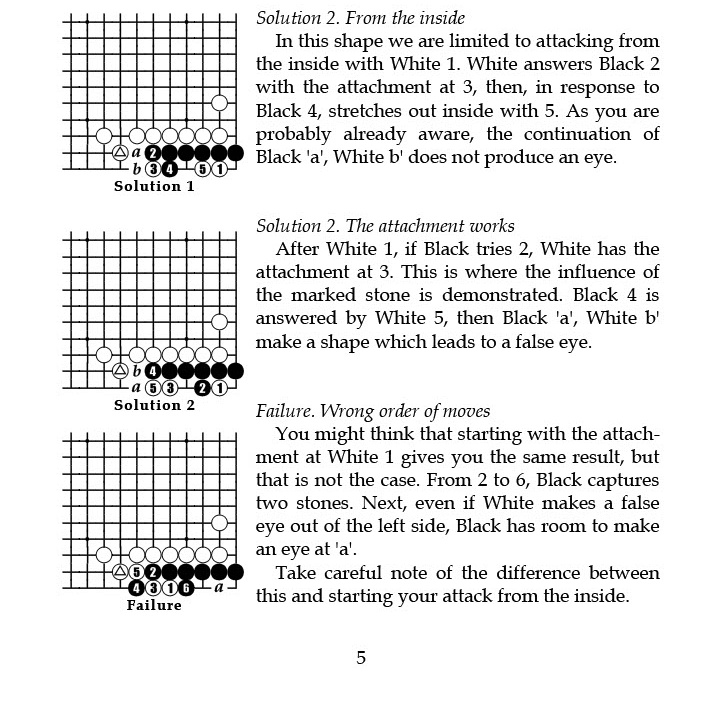 Solution 2. From the inside
In this shape we are limited to attacking from
the inside with White 1. White answers Black 2
with the attachment at 3, then, in response to
Black 4, stretches out inside with 5. As you are
probably already aware, the continuation of
Black 'a', White b' does not produce an eye.
a 2
b 3 4 5 1
Solution 1
Solution 2. The attachment works
After White 1, if Black tries 2, White has the
attachment at 3. This is where the influence of
the marked stone is demonstrated. Black 4 is
answered by White 5, then Black 'a', White b'
make a shape which leads to a false eye.
b 4
a 5 3 2 1
Solution 2
Failure. Wrong order of moves
You might think that starting with the attach-
ment at White 1 gives you the same result, but
that is not the case. From 2 to 6, Black captures
two stones. Next, even if White makes a false
eye out of the left side, Black has room to make
an eye at 'a'.
Take careful note of the difference between
this and starting your attack from the inside.
5 2
4 3 1 6 a
Failure
5